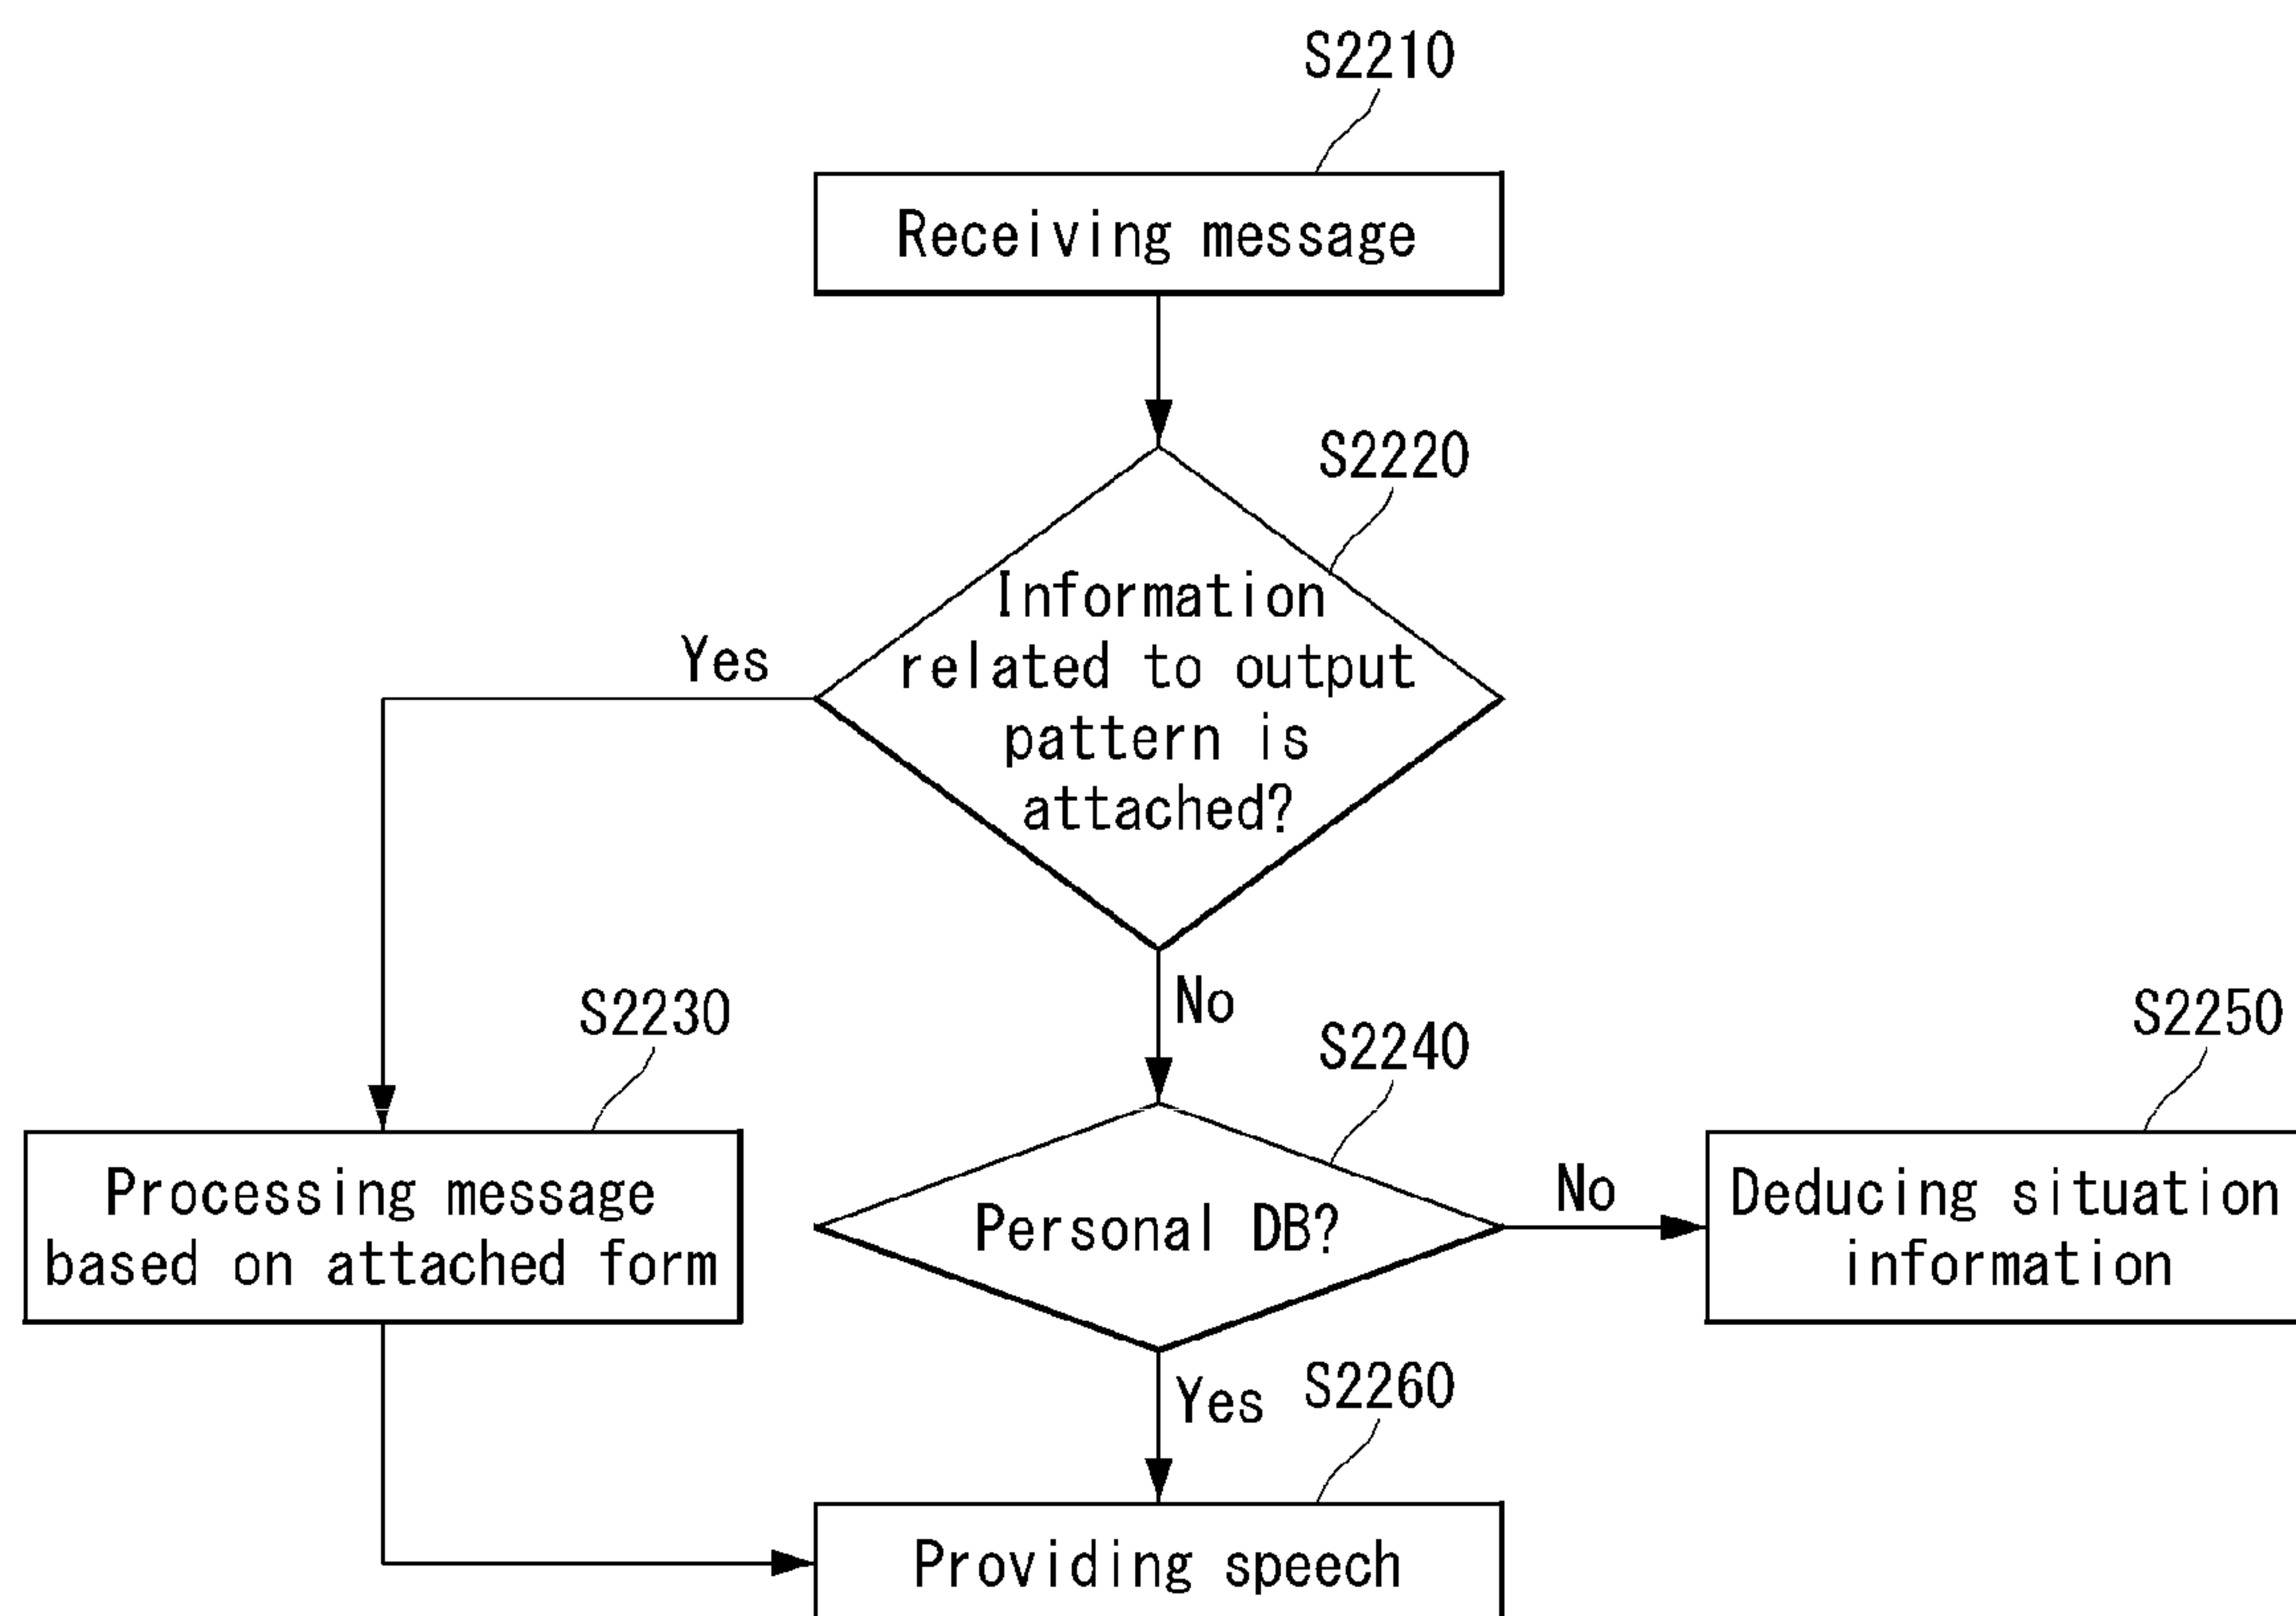 S2210
Receiving message
S2220
Information
related to output
pattern is
attached?
Yes
No
S2230
S2240
S2250
Processing message
based on attached form
Personal DB?
No
Deducing situation
information
Yes
S2260
Providing speech